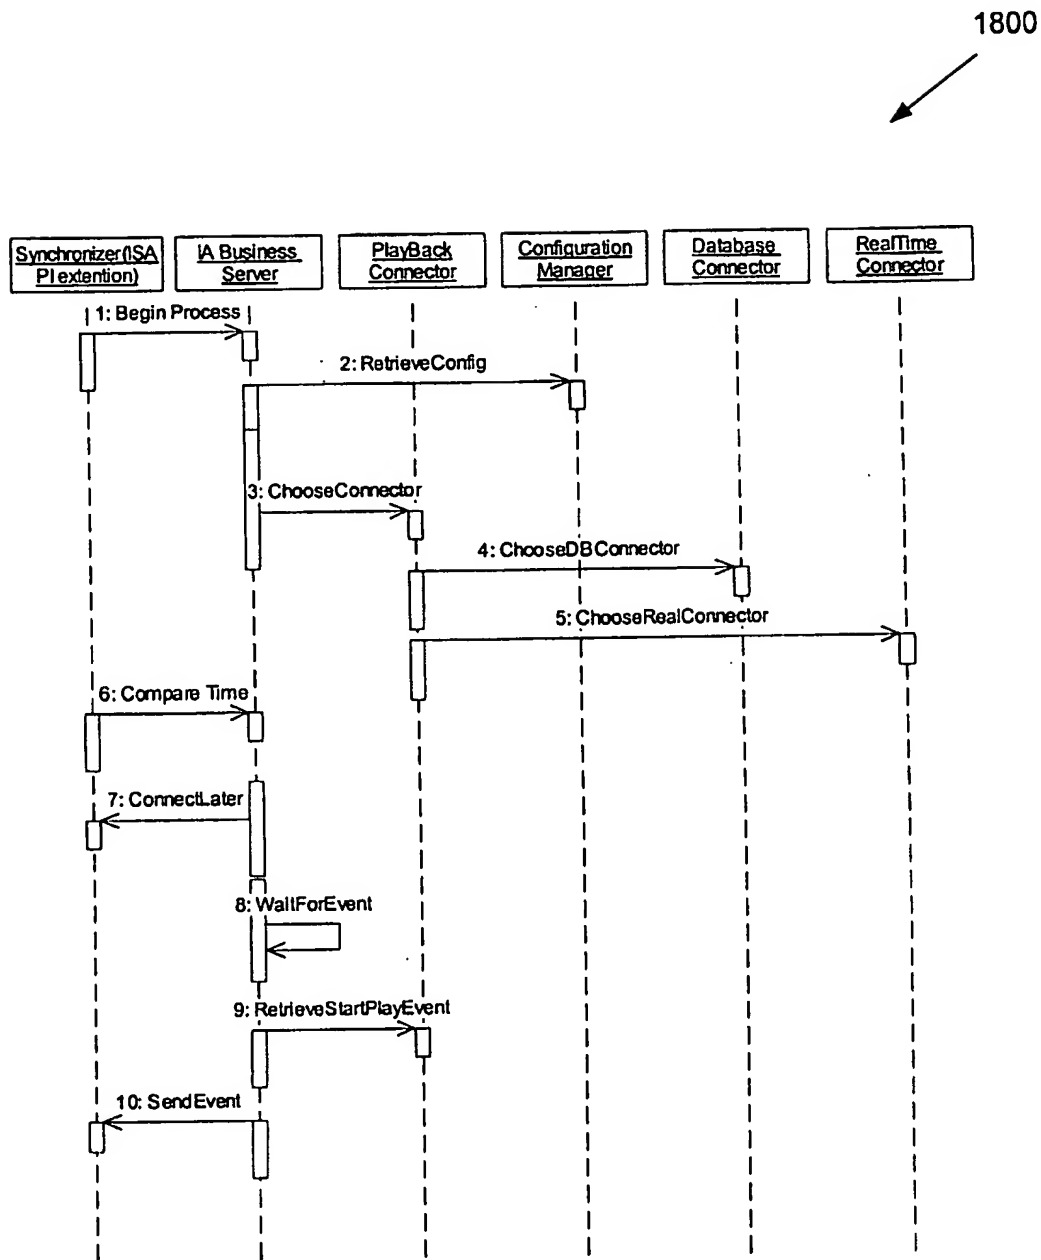 1800
Synchronizer(ISA
PI extention)
IA Business
Server
PlayBack
Connector
Configuration
Manager
Database
Connector
RealTime
Connector
1: Begin Process
2: RetrieveConfig
3: ChooseConnector
4: ChooseDBConnector
5: ChooseRealConnector
6: Compare Time
7: ConnectLater
8: WaitForEvent
9: RetrieveStartPlayEvent
10: SendEvent